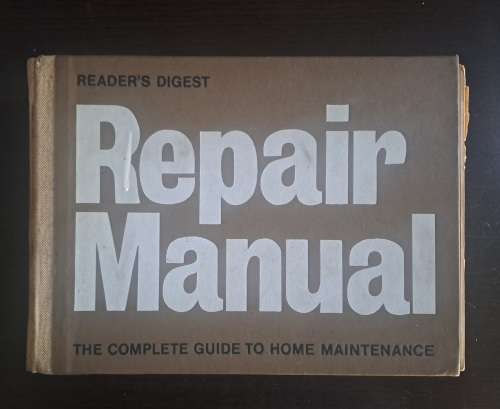 READER'S DIGEST
Repair
Manual
THE COMPLETE GUIDE TO HOME MAINTENANCE